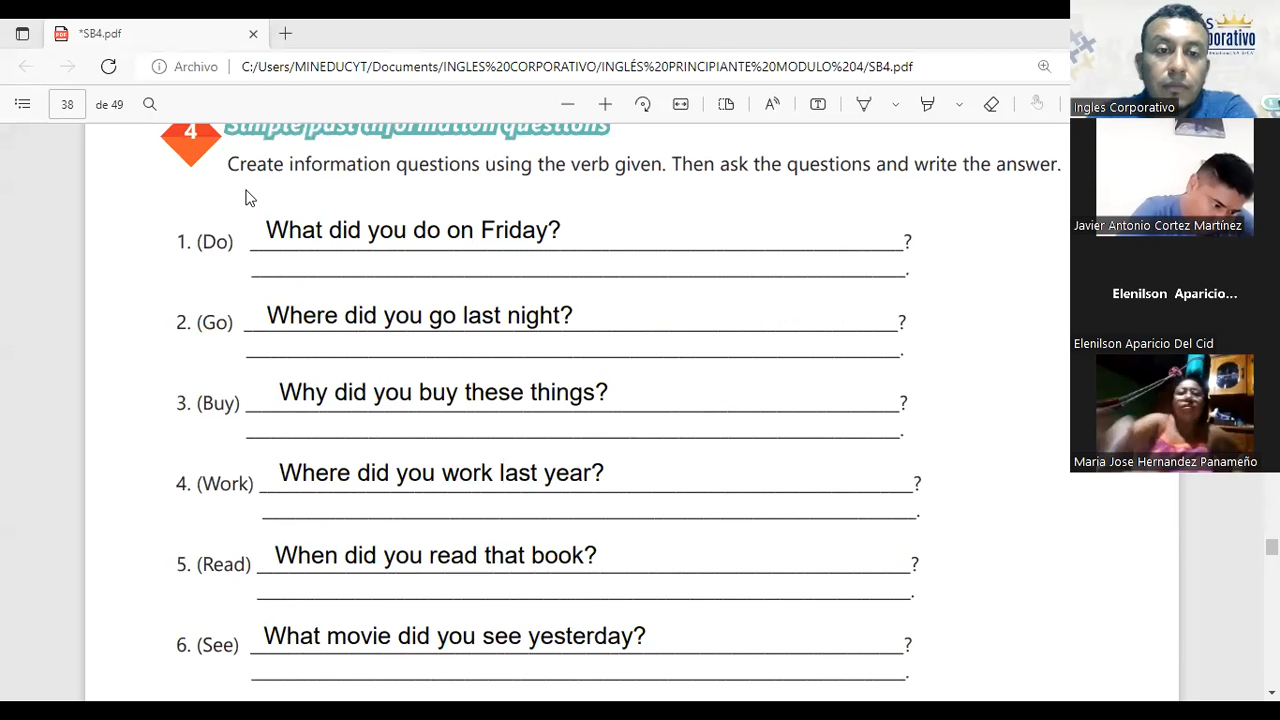 *SB4.pdf
Archivo
C:/Users/MINEDUCYT/Documents/INGLES%20CORPORATIVO/INGLÉS%20PRINCIPIANTE%20MODULO%204/SB4.pdf
38 de 49
4 Simple past information questions
Create information questions using the verb given. Then ask the questions and write the answer.
1. (Do) What did you do on Friday? ?
.
2. (Go) Where did you go last night? ?
.
3. (Buy) Why did you buy these things? ?
.
4. (Work) Where did you work last year? ?
.
5. (Read) When did you read that book? ?
.
6. (See) What movie did you see yesterday? ?
.
Ingles Corporativo
Javier Antonio Cortez Martínez
Elenilson Aparicio...
Elenilson Aparicio Del Cid
Maria Jose Hernandez Panameño